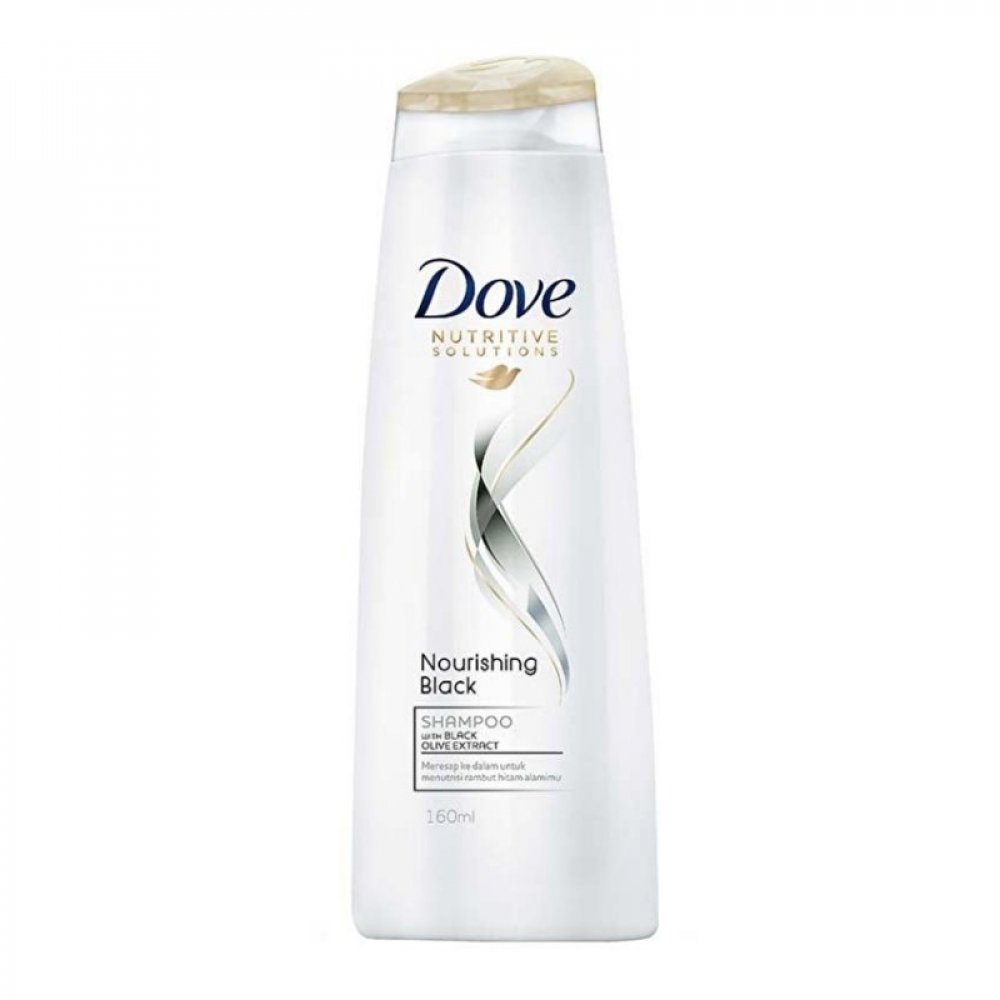 Dove
NUTRITIVE
SOLUTIONS
Nourishing
Black
SHAMPOO
WITH BLACK
OLIVE EXTRACT
Meresap ke dalam untuk
menutrisi rambut hitam alamimu
160ml